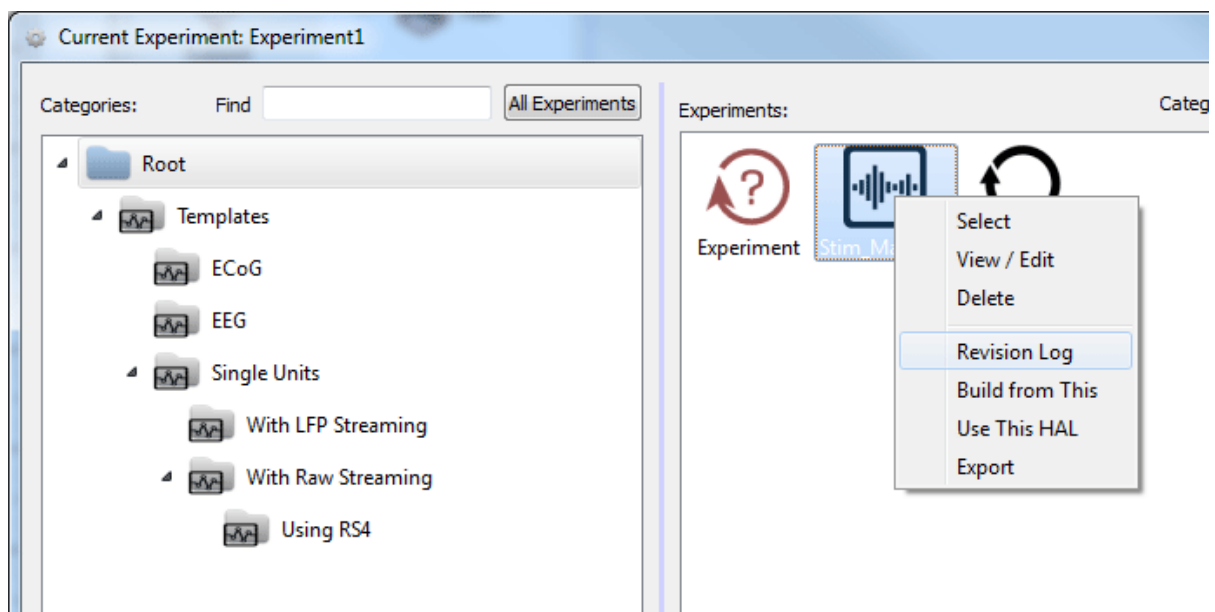 Current Experiment: Experiment1
Categories: Find All Experiments
Root
Templates
ECoG
EEG
Single Units
With LFP Streaming
With Raw Streaming
Using RS4
Experiments:
Experiment
Select
View / Edit
Delete
Revision Log
Build from This
Use This HAL
Export